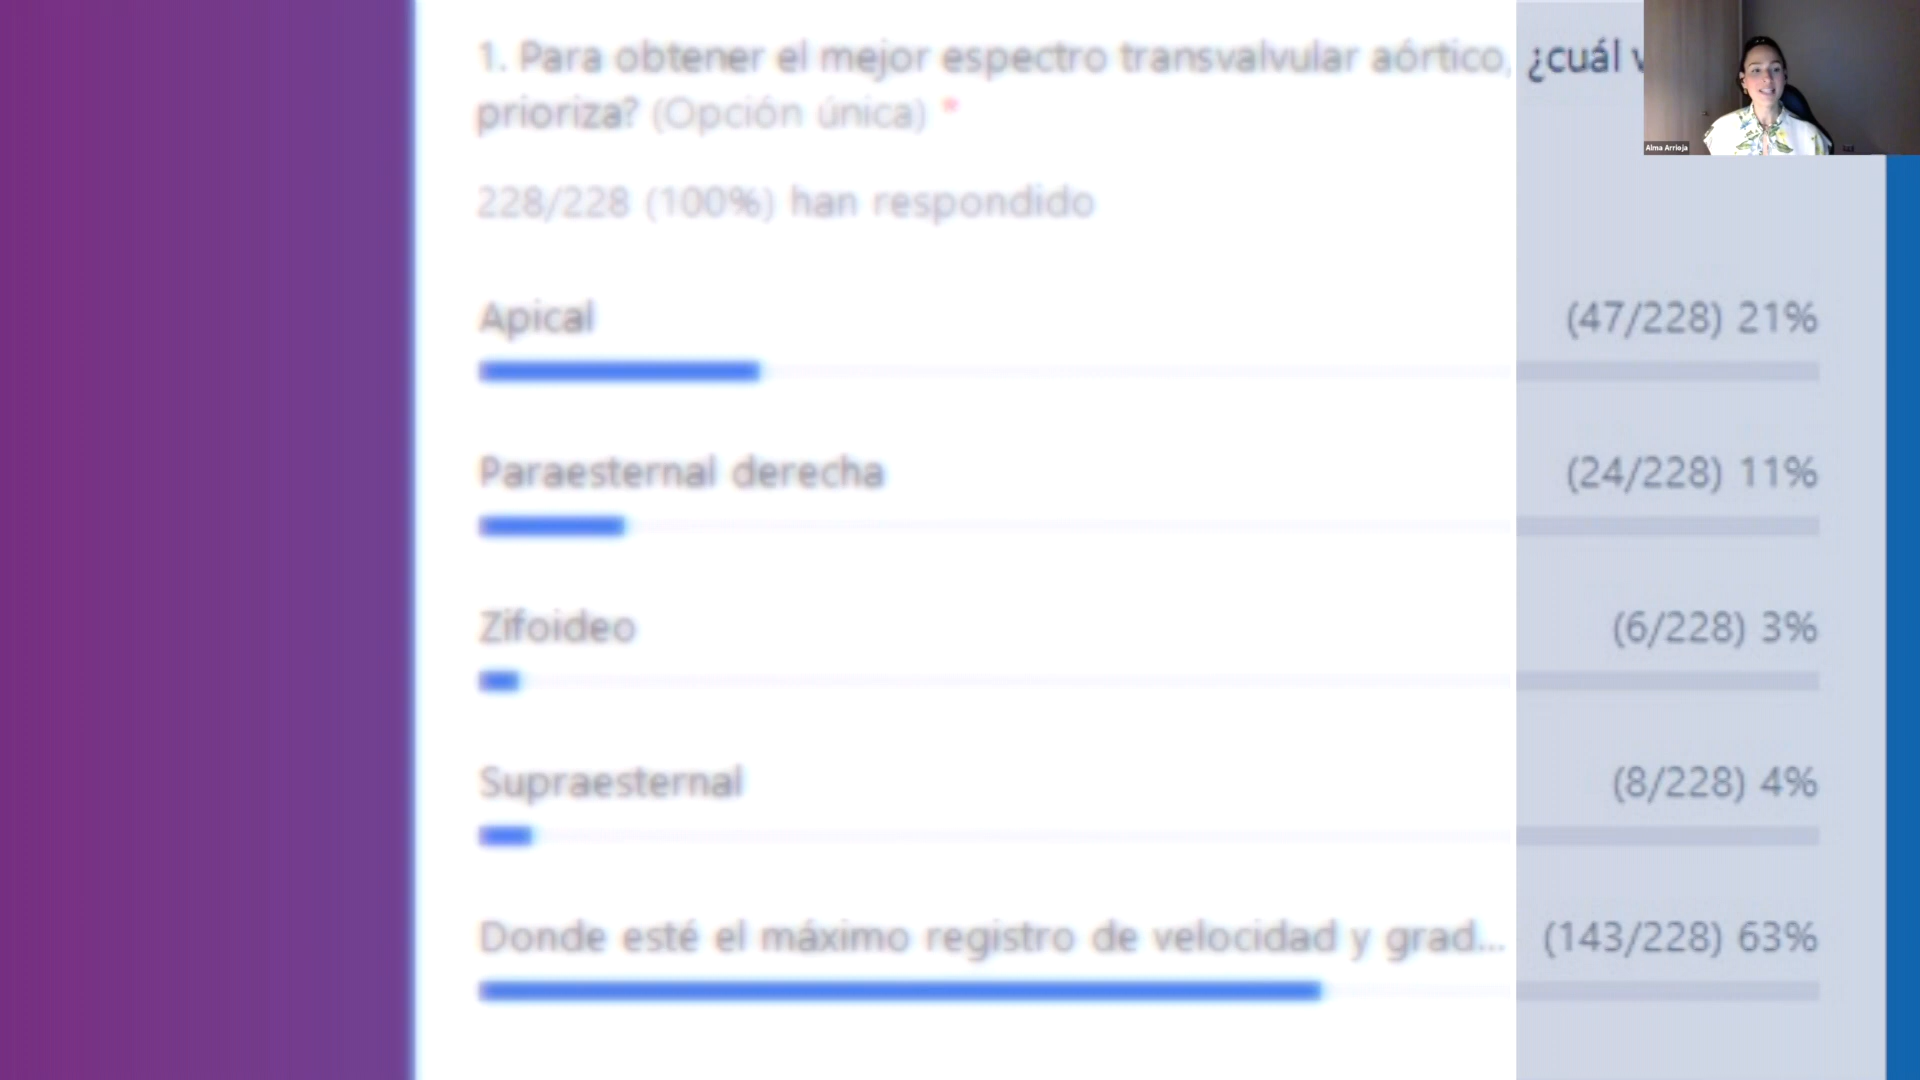 1. Para obtener el mejor espectro transvalvular aórtico, ¿cuál
prioriza? (Opción única) *
228/228 (100%) han respondido
Apical (47/228) 21%
Paraesternal derecha (24/228) 11%
Zifoideo (6/228) 3%
Supraesternal (8/228) 4%
Donde esté el máximo registro de velocidad y grad... (143/228) 63%
Alma Arrioja